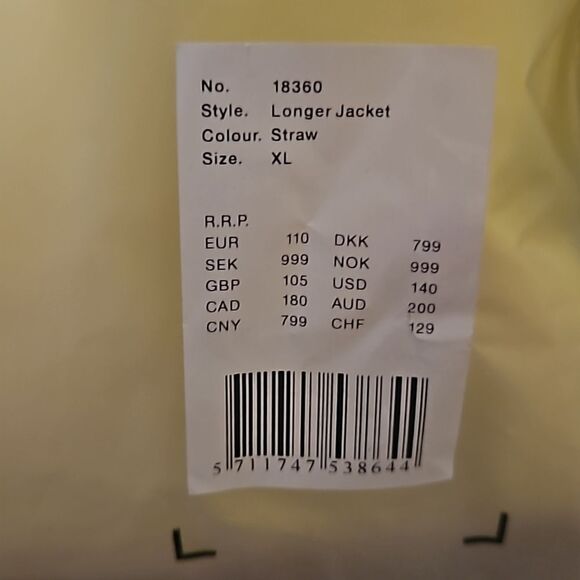 No. 18360
Style. Longer Jacket
Colour. Straw
Size. XL
R.R.P.
EUR 110 DKK 799
SEK 999 NOK 999
GBP 105 USD 140
CAD 180 AUD 200
CNY 799 CHF 129
5 711747 538644